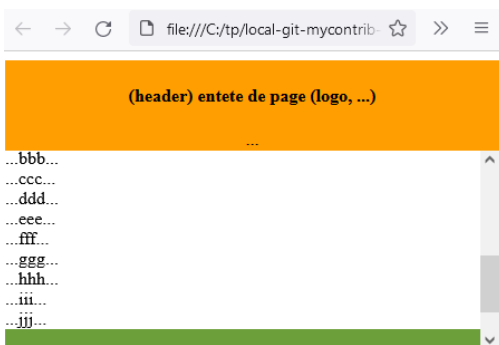 file:///C:/tp/local-git-mycontrib-
(header) entete de page (logo, ...)
...
...bbb...
...ccc...
...ddd...
...eee...
...fff...
...ggg...
...hhh...
...iii...
...jjj...